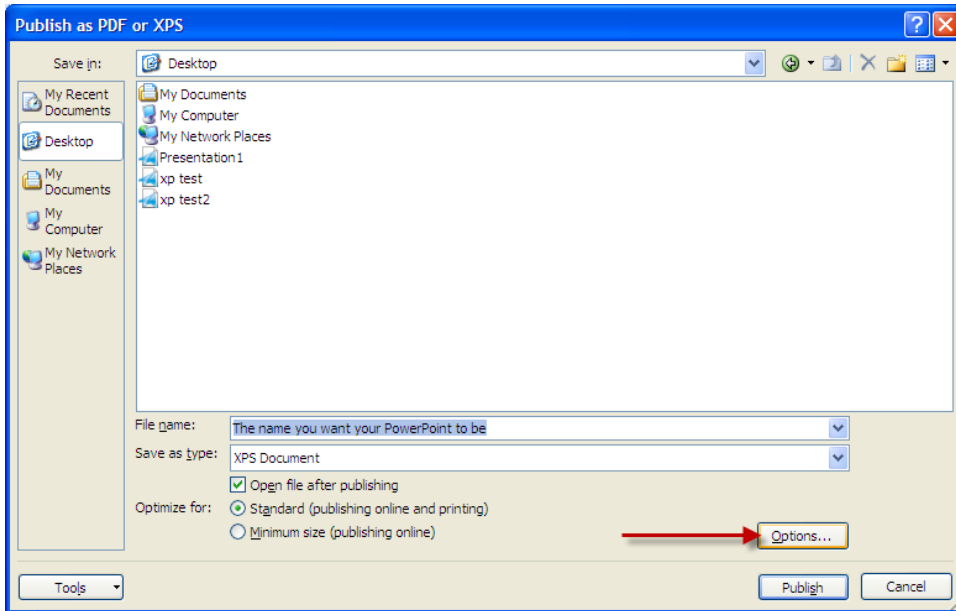 Publish as PDF or XPS
Save in:
Desktop
My Recent
Documents
Desktop
My
Documents
My
Computer
My Network
Places
My Documents
My Computer
My Network Places
Presentation1
xp test
xp test2
File name:
The name you want your PowerPoint to be
Save as type:
XPS Document
Open file after publishing
Optimize for:
Standard (publishing online and printing)
Minimum size (publishing online)
Options...
Tools
Publish
Cancel